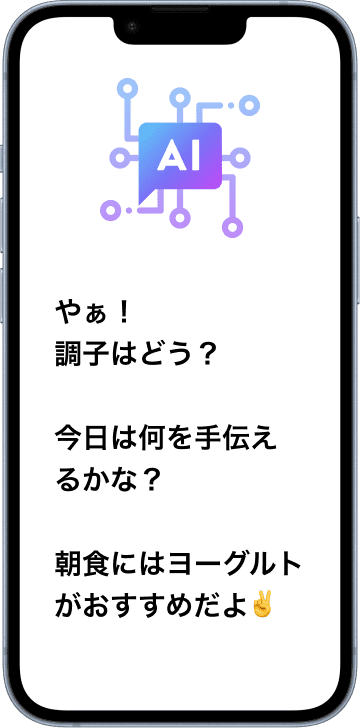 AI
やぁ！
調子はどう？
今日は何を手伝え
るかな？
朝食にはヨーグルト
がおすすめだよ✌️